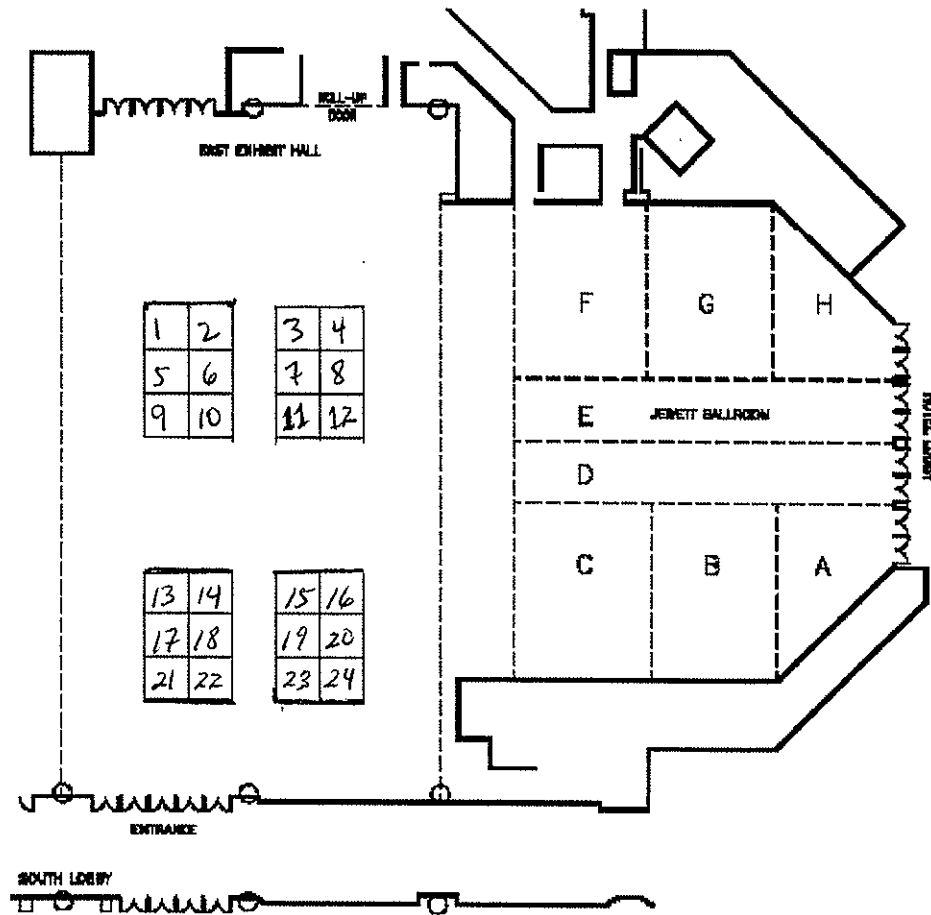 ROLL-UP
DOOR
EAST EXHIBIT HALL
F G H
1 2 3 4
5 6 7 8
9 10 11 12
E JEWETT BALLROOM
D
C B A
13 14 15 16
17 18 19 20
21 22 23 24
ENTRANCE
SOUTH LOBBY